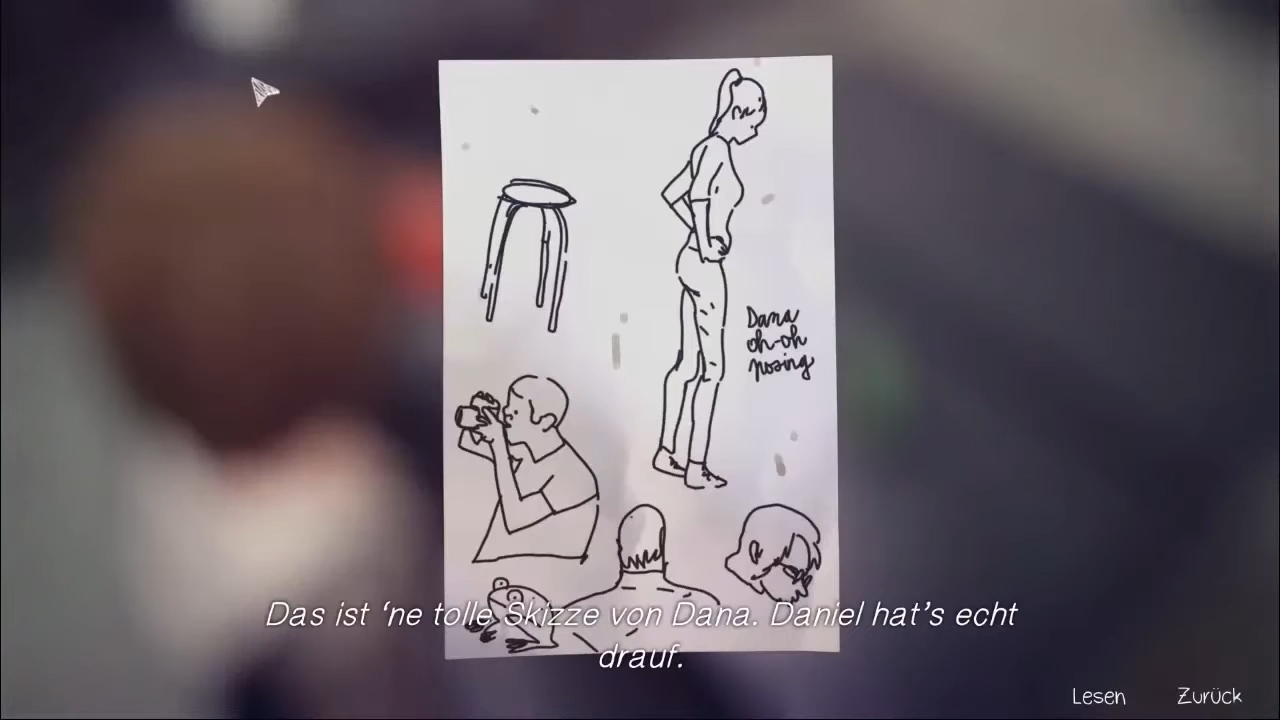 Dana
oh-oh
posing
Das ist ‘ne tolle Skizze von Dana. Daniel hat’s echt
drauf.
Lesen Zurück